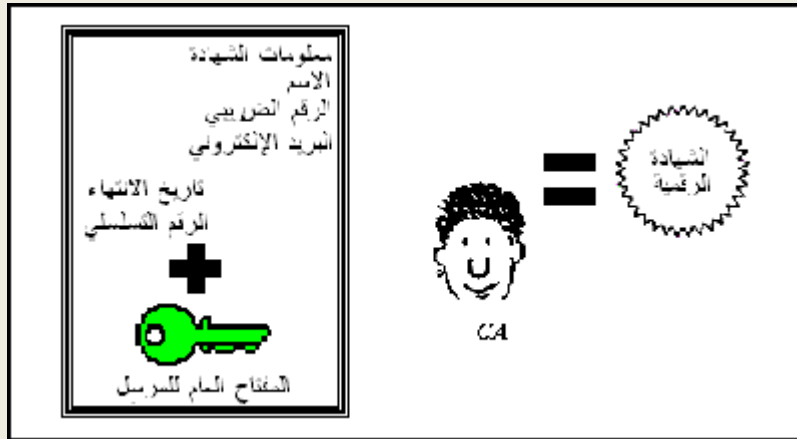 معلومات الشهادة
الاسم
الرقم الضريبي
البريد الإلكتروني
تاريخ الانتهاء
الرقم التسلسلي
المفتاح العام للمرسل
CA
الشهادة
الرقمية